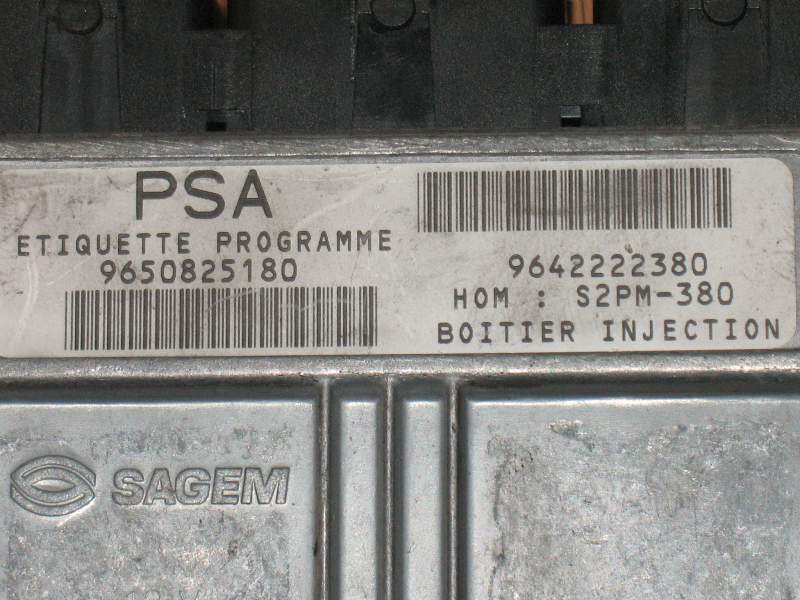 PSA
ETIQUETTE PROGRAMME
9650825180
9642222380
HOM : S2PM-380
BOITIER INJECTION
SAGEM